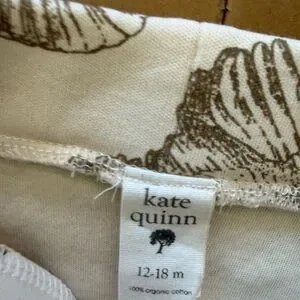 kate
quinn
12-18 m
100% organic cotton